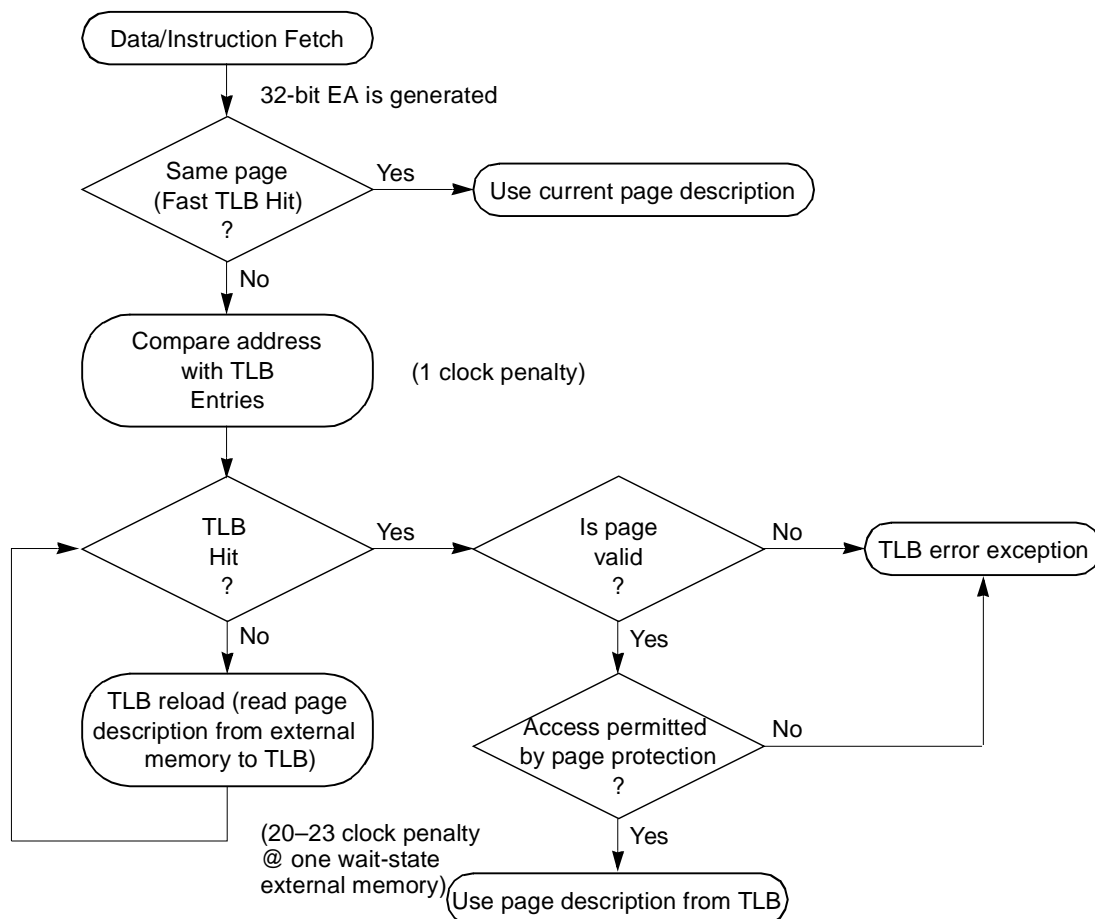 Data/Instruction Fetch
32-bit EA is generated
Same page
(Fast TLB Hit)
?
Yes
Use current page description
No
Compare address
with TLB
Entries
(1 clock penalty)
TLB
Hit
?
Yes
Is page
valid
?
No
TLB error exception
No
Yes
TLB reload (read page
description from external
memory to TLB)
Access permitted
by page protection
?
No
(20–23 clock penalty
@ one wait-state
external memory)
Yes
Use page description from TLB